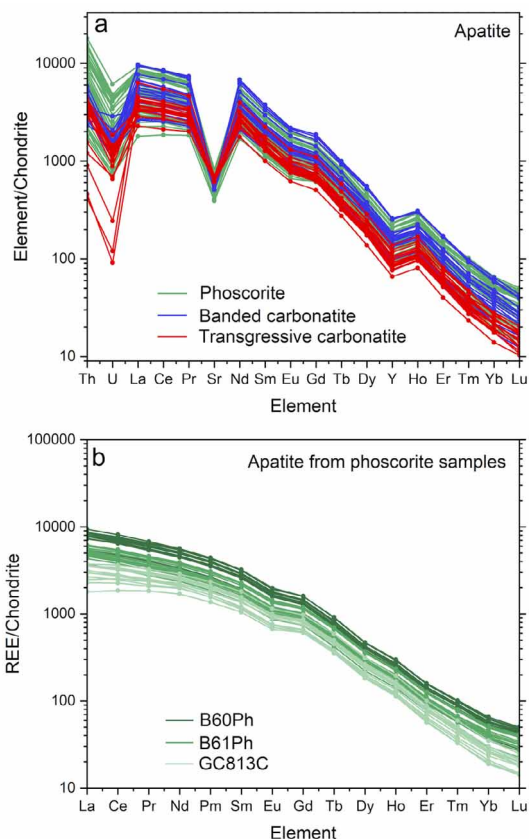 a
Apatite
10000
1000
100
10
Element/Chondrite
Phoscorite
Banded carbonatite
Transgressive carbonatite
Th U La Ce Pr Sr Nd Sm Eu Gd Tb Dy Y Ho Er Tm Yb Lu
Element
b
Apatite from phoscorite samples
100000
10000
1000
100
10
REE/Chondrite
B60Ph
B61Ph
GC813C
La Ce Pr Nd Pm Sm Eu Gd Tb Dy Ho Er Tm Yb Lu
Element